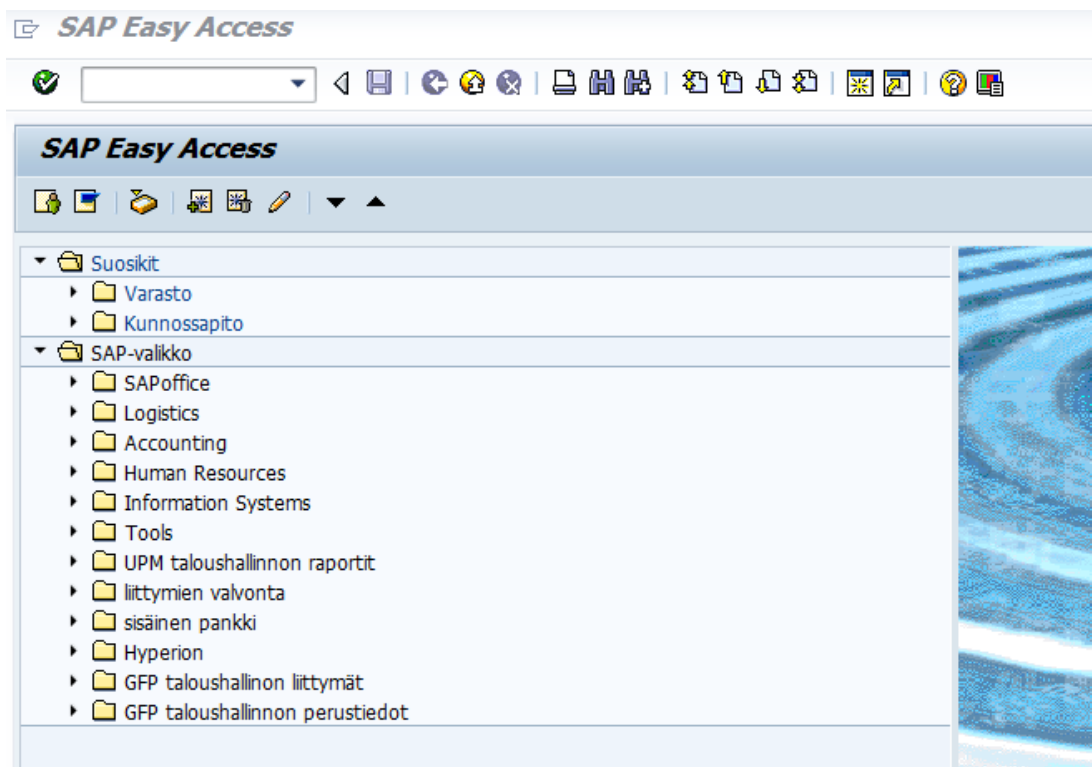 SAP Easy Access
SAP Easy Access
Suosikit
Varasto
Kunnossapito
SAP-valikko
SAPoffice
Logistics
Accounting
Human Resources
Information Systems
Tools
UPM taloushallinnon raportit
liittymien valvonta
sisäinen pankki
Hyperion
GFP taloushallinon liittymät
GFP taloushallinnon perustiedot